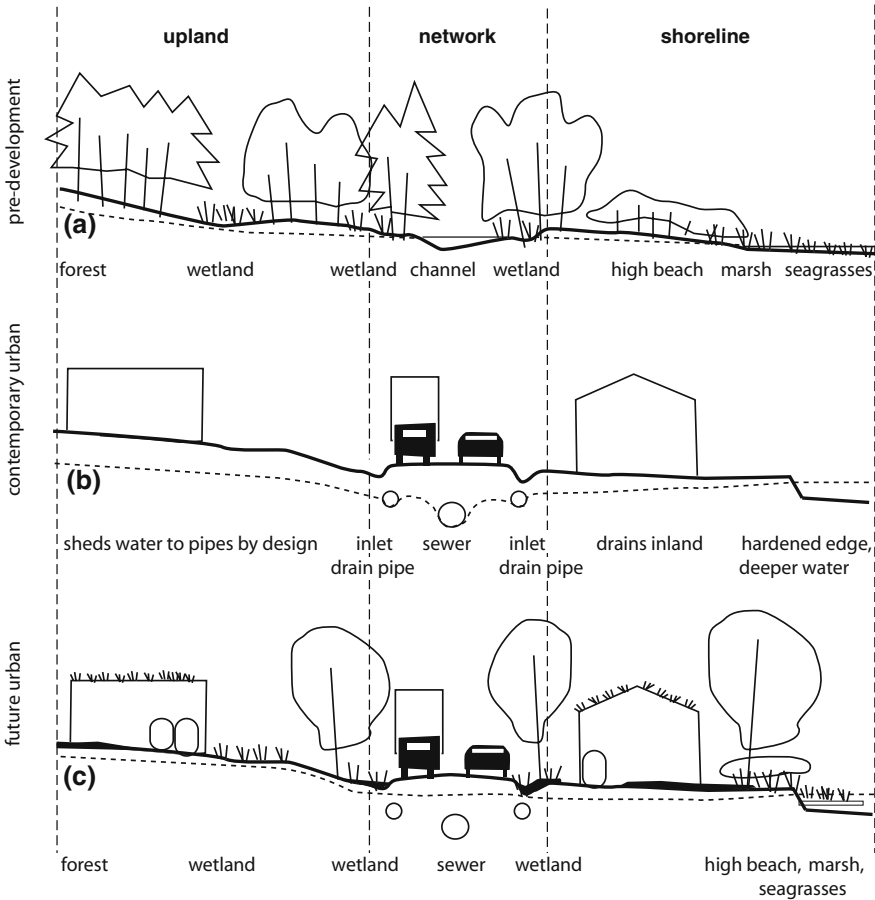 upland network shoreline
pre-development
(a)
forest wetland wetland channel wetland high beach marsh seagrasses
contemporary urban
(b)
sheds water to pipes by design inlet sewer inlet drains inland hardened edge,
drain pipe drain pipe deeper water
future urban
(c)
forest wetland wetland sewer wetland high beach, marsh,
seagrasses